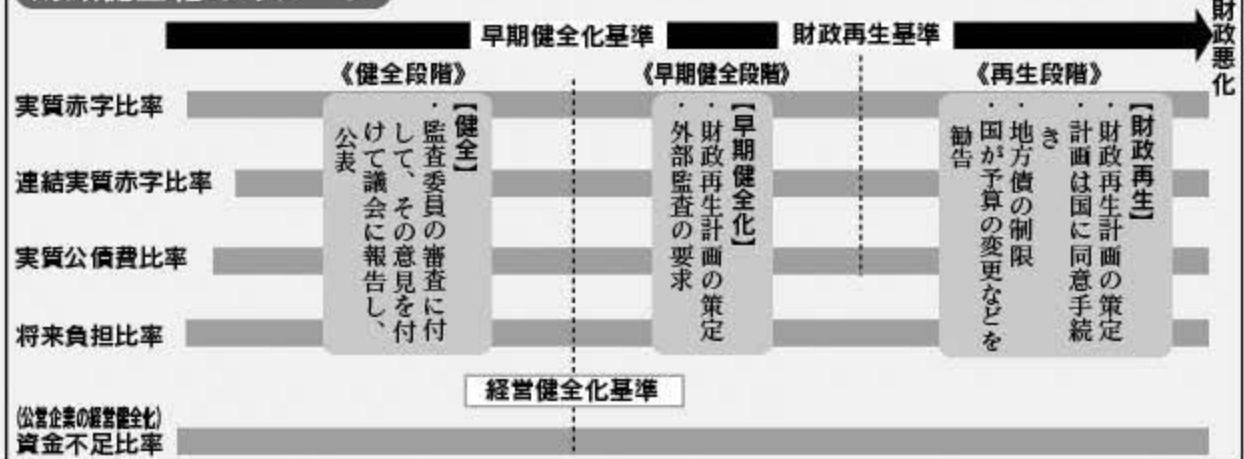 早期健全化基準
財政再生基準
財政悪化
《健全段階》
《早期健全段階》
《再生段階》
実質赤字比率
連結実質赤字比率
実質公債費比率
将来負担比率
【健全】
・監査委員の審査に付
して、その意見を付
けて議会に報告し、
公表
【早期健全化】
・財政再生計画の策定
・外部監査の要求
【財政再生】
・財政再生計画の策定
・計画は国に同意手続
き
・地方債の制限
・国が予算の変更などを
勧告
経営健全化基準
(公営企業の経営健全化)
資金不足比率